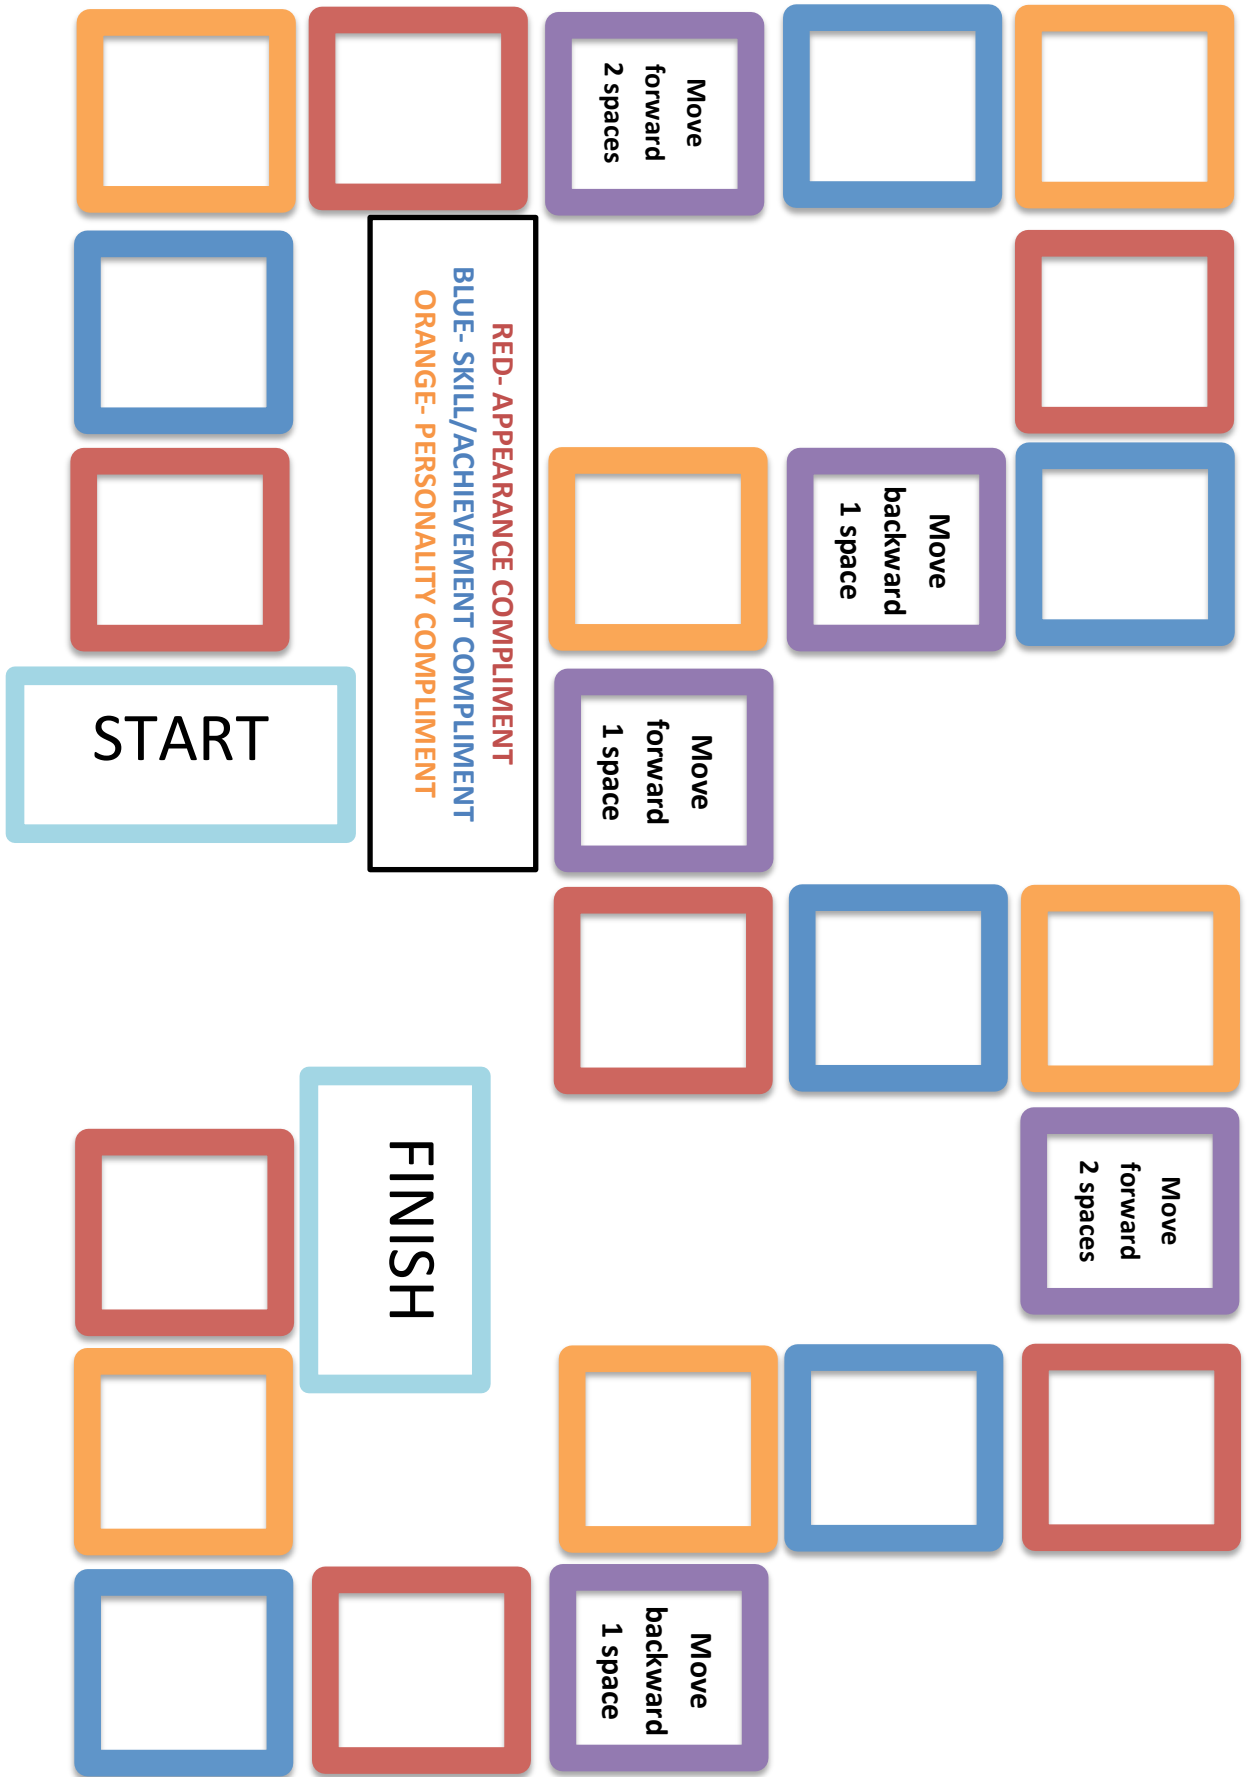 START
Move
forward
2 spaces
RED- APPEARANCE COMPLIMENT
BLUE- SKILL/ACHIEVEMENT COMPLIMENT
ORANGE- PERSONALITY COMPLIMENT
Move
backward
1 space
Move
forward
1 space
Move
forward
2 spaces
Move
backward
1 space
FINISH